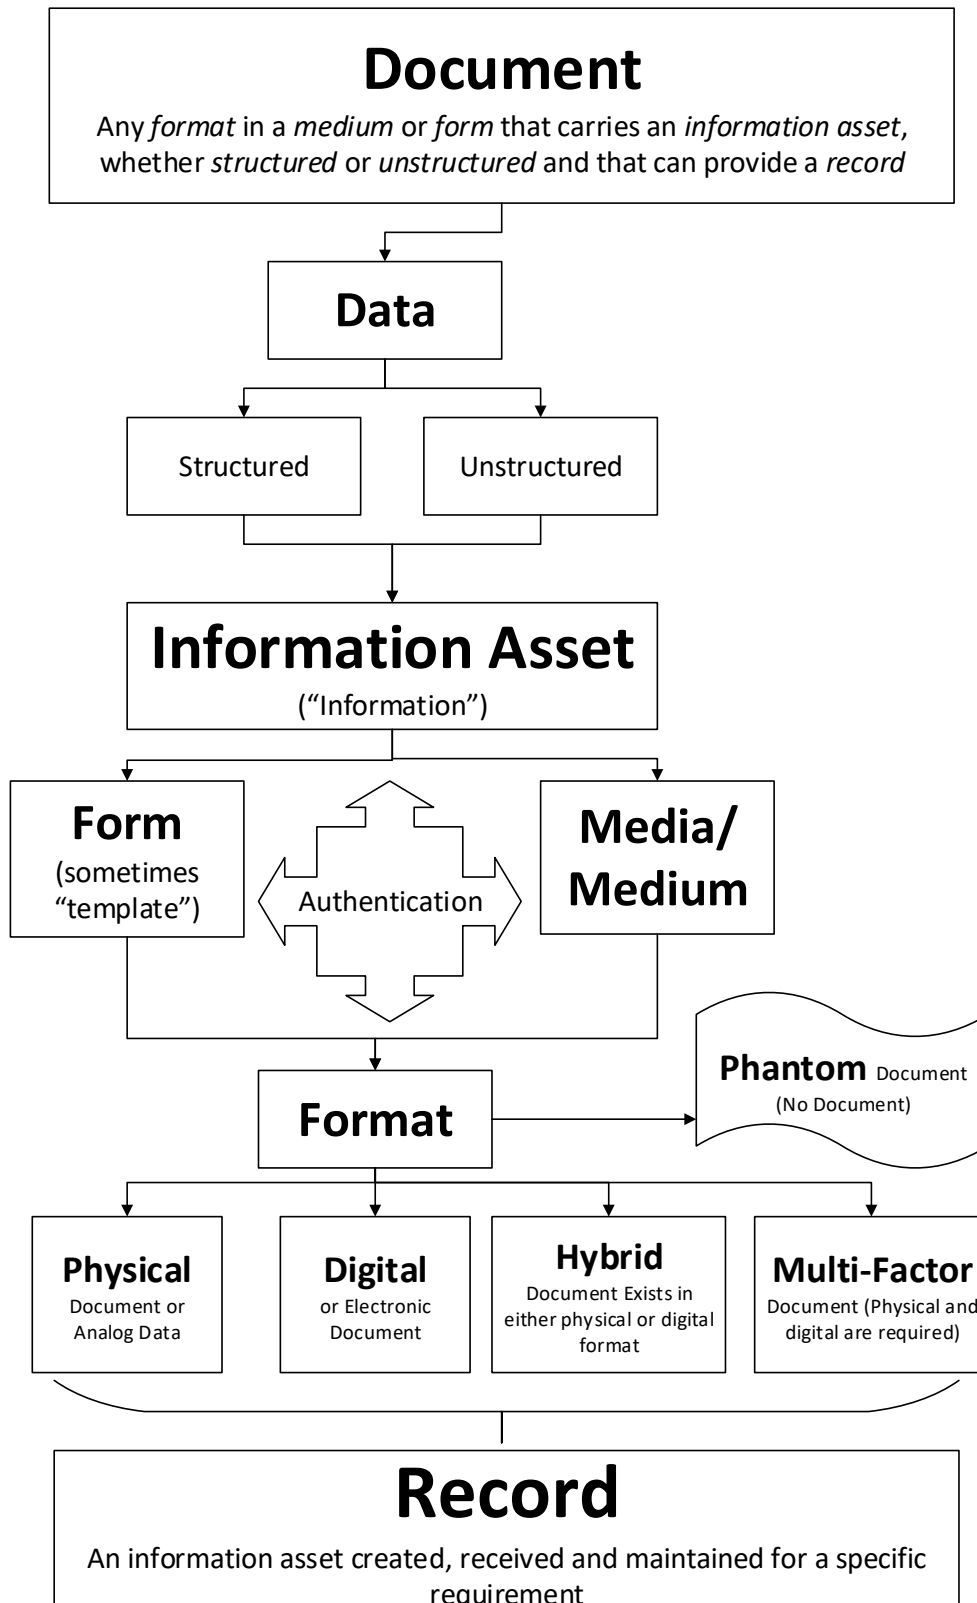 Document
Any format in a medium or form that carries an information asset,
whether structured or unstructured and that can provide a record
Data
Structured
Unstructured
Information Asset
(“Information”)
Form
(sometimes
“template”)
Authentication
Media/
Medium
Phantom Document
(No Document)
Format
Physical
Document or
Analog Data
Digital
or Electronic
Document
Hybrid
Document Exists in
either physical or digital
format
Multi-Factor
Document (Physical and
digital are required)
Record
An information asset created, received and maintained for a specific
requirement